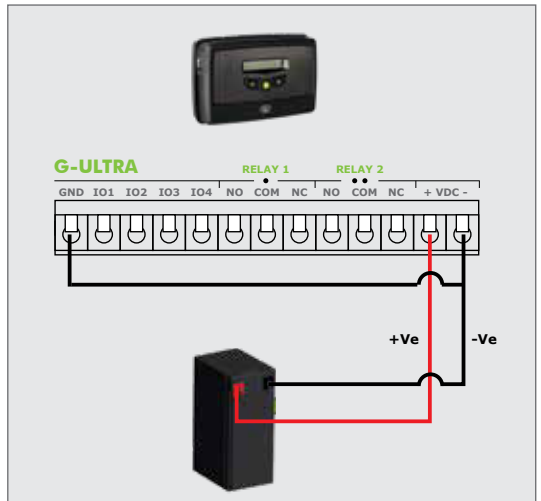 G-ULTRA
RELAY 1 RELAY 2
GND IO1 IO2 IO3 IO4 NO COM NC NO COM NC + VDC -
+Ve -Ve